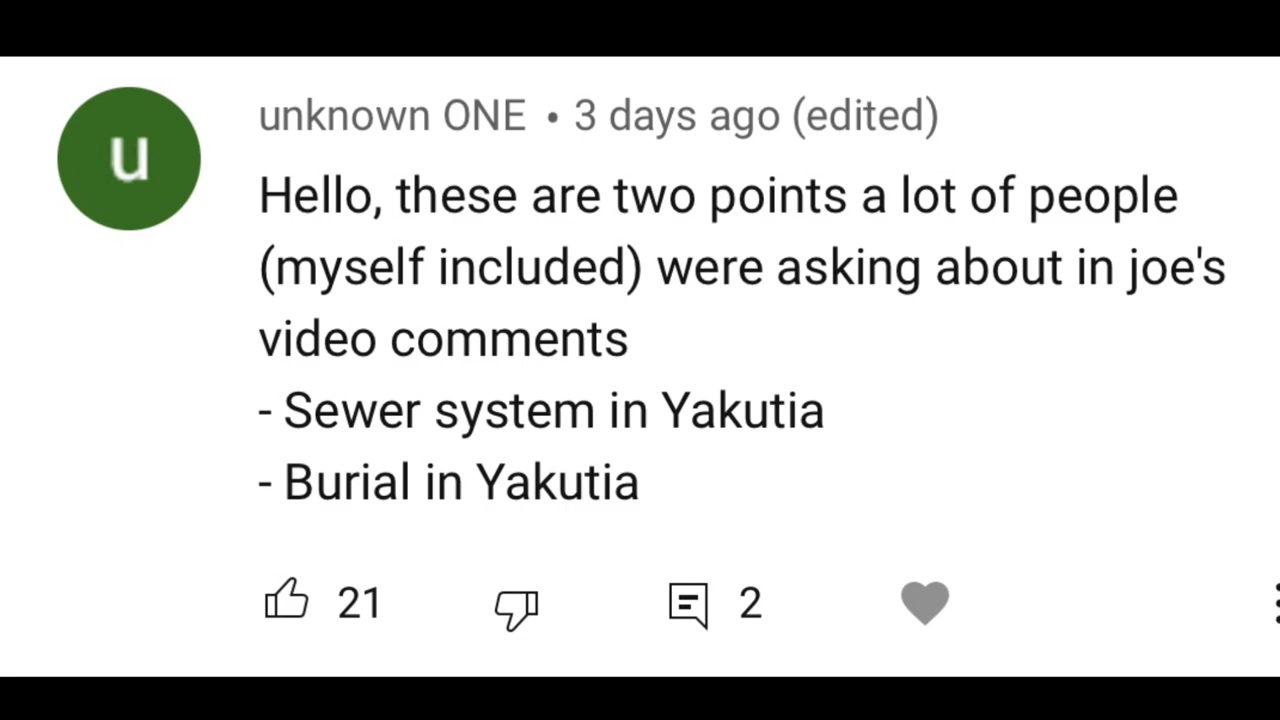 u
unknown ONE • 3 days ago (edited)
Hello, these are two points a lot of people
(myself included) were asking about in joe's
video comments
- Sewer system in Yakutia
- Burial in Yakutia
21
2